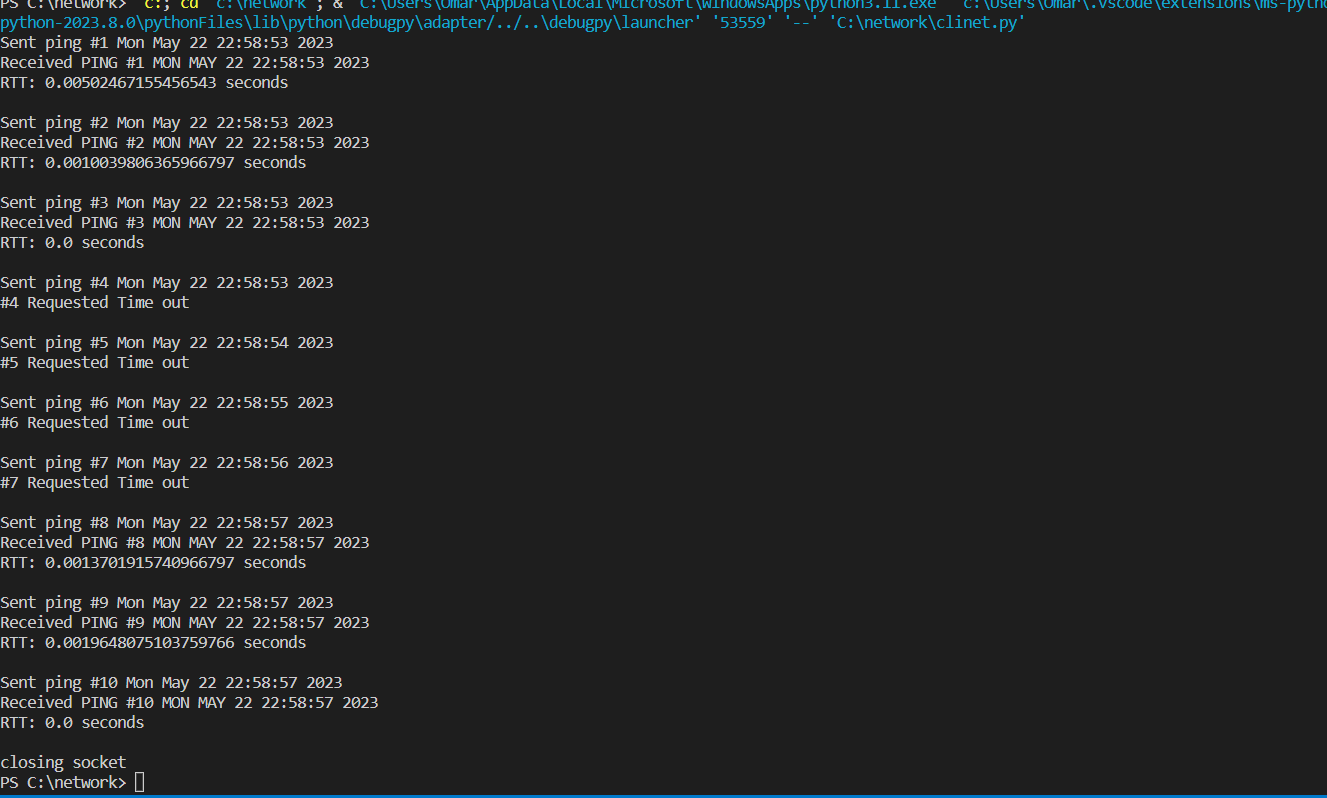 PS C:\network> c:; cd 'c:\network'; & 'C:\Users\Omar\AppData\Local\Microsoft\WindowsApps\python3.11.exe' 'c:\Users\Omar\.vscode\extensions\ms-pytho
python-2023.8.0\pythonFiles\lib\python\debugpy\adapter/../..\debugpy\launcher' '53559' '--' 'C:\network\clinet.py'
Sent ping #1 Mon May 22 22:58:53 2023
Received PING #1 MON MAY 22 22:58:53 2023
RTT: 0.00502467155456543 seconds
Sent ping #2 Mon May 22 22:58:53 2023
Received PING #2 MON MAY 22 22:58:53 2023
RTT: 0.0010039806365966797 seconds
Sent ping #3 Mon May 22 22:58:53 2023
Received PING #3 MON MAY 22 22:58:53 2023
RTT: 0.0 seconds
Sent ping #4 Mon May 22 22:58:53 2023
#4 Requested Time out
Sent ping #5 Mon May 22 22:58:54 2023
#5 Requested Time out
Sent ping #6 Mon May 22 22:58:55 2023
#6 Requested Time out
Sent ping #7 Mon May 22 22:58:56 2023
#7 Requested Time out
Sent ping #8 Mon May 22 22:58:57 2023
Received PING #8 MON MAY 22 22:58:57 2023
RTT: 0.0013701915740966797 seconds
Sent ping #9 Mon May 22 22:58:57 2023
Received PING #9 MON MAY 22 22:58:57 2023
RTT: 0.0019648075103759766 seconds
Sent ping #10 Mon May 22 22:58:57 2023
Received PING #10 MON MAY 22 22:58:57 2023
RTT: 0.0 seconds
closing socket
PS C:\network>